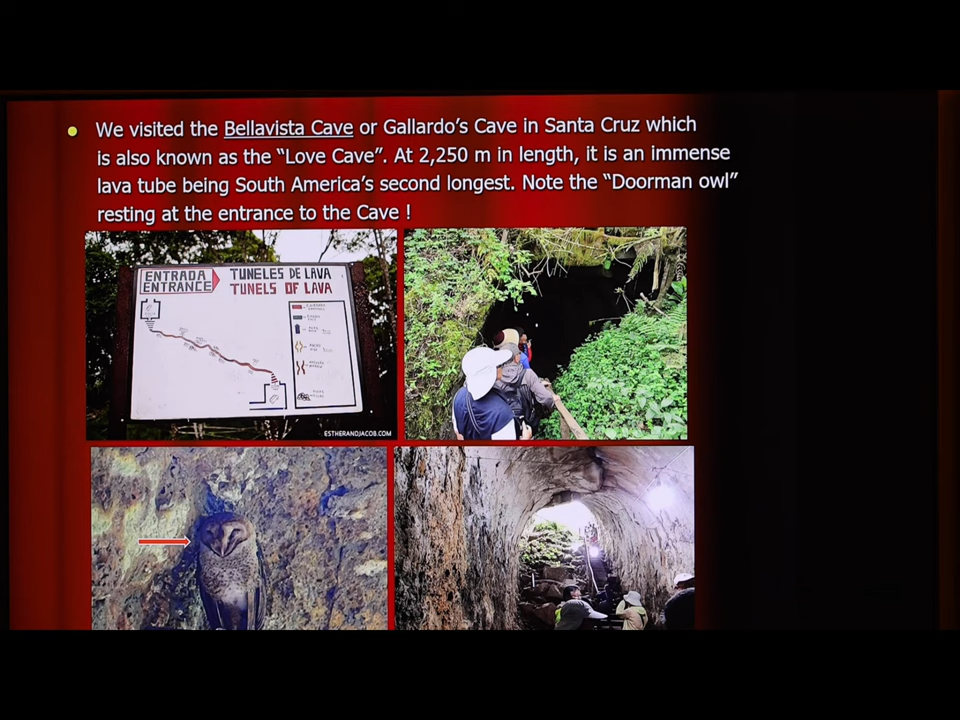 We visited the Bellavista Cave or Gallardo’s Cave in Santa Cruz which
is also known as the “Love Cave”. At 2,250 m in length, it is an immense
lava tube being South America’s second longest. Note the “Doorman owl”
resting at the entrance to the Cave !
ENTRADA
ENTRANCE
TUNELES DE LAVA
TUNELS OF LAVA
ESTHERANDJACOB.COM